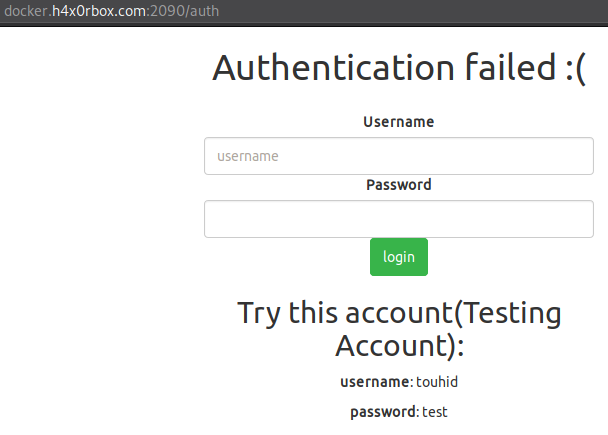 docker.h4x0rbox.com:2090/auth
Authentication failed :(
Username
username
Password
login
Try this account(Testing
Account):
username: touhid
password: test